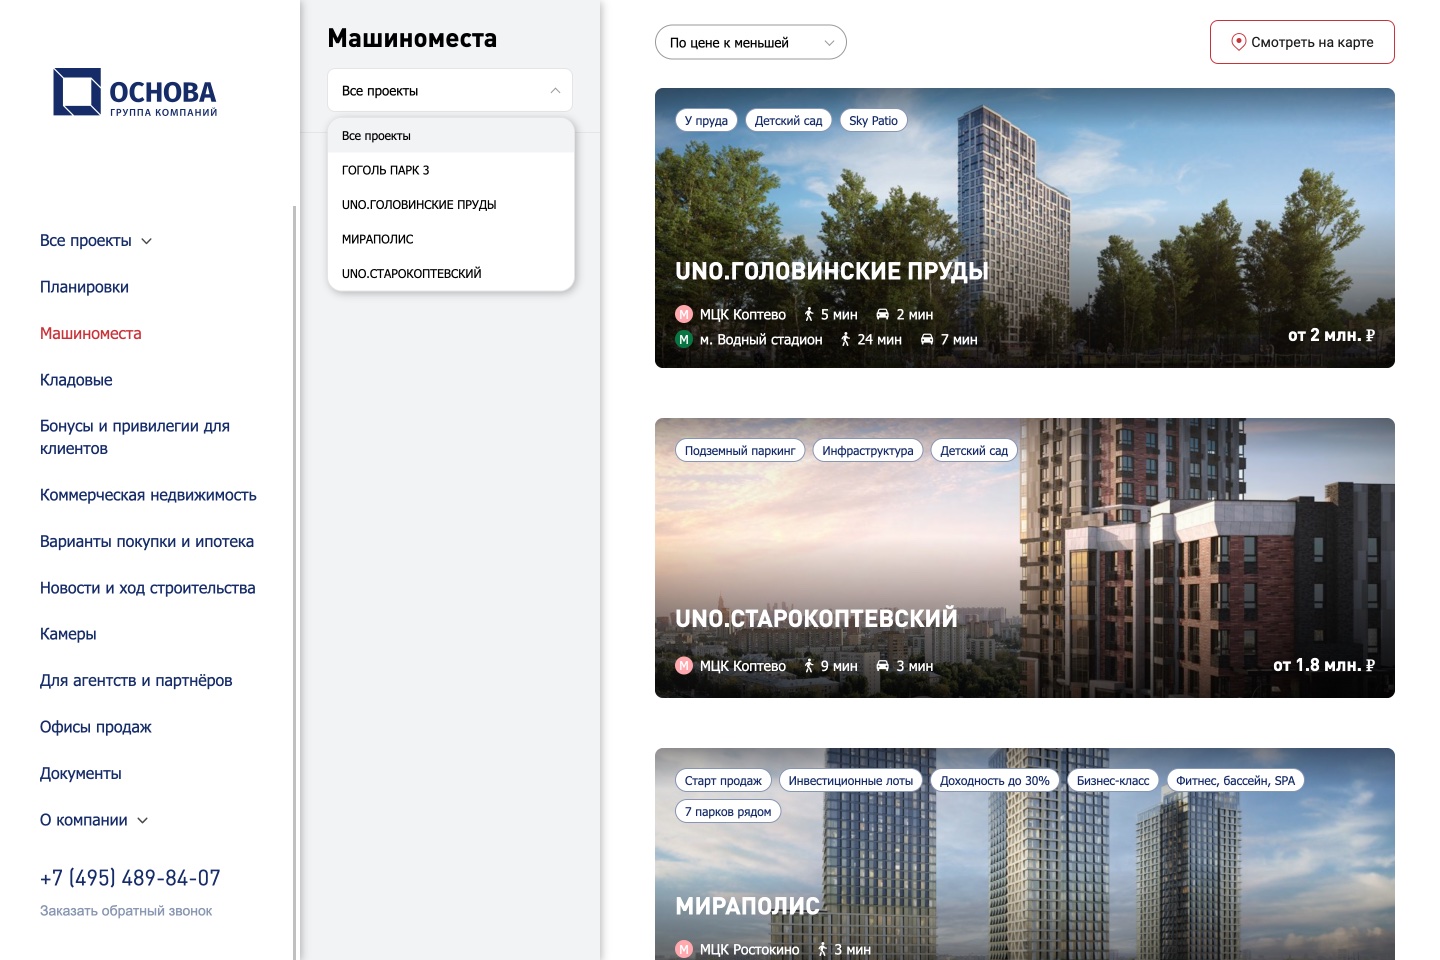 ОСНОВА
ГРУППА КОМПАНИЙ
Все проекты
Планировки
Машиноместа
Кладовые
Бонусы и привилегии для
клиентов
Коммерческая недвижимость
Варианты покупки и ипотека
Новости и ход строительства
Камеры
Для агентств и партнёров
Офисы продаж
Документы
О компании
+7 (495) 489-84-07
Заказать обратный звонок
Машиноместа
Все проекты
Все проекты
ГОГОЛЬ ПАРК 3
UNO.ГОЛОВИНСКИЕ ПРУДЫ
МИРАПОЛИС
UNO.СТАРОКОПТЕВСКИЙ
По цене к меньшей
Смотреть на карте
У пруда Детский сад Sky Patio
UNO.ГОЛОВИНСКИЕ ПРУДЫ
М МЦК Коптево 5 мин 2 мин
М м. Водный стадион 24 мин 7 мин
от 2 млн. ₽
Подземный паркинг Инфраструктура Детский сад
UNO.СТАРОКОПТЕВСКИЙ
М МЦК Коптево 9 мин 3 мин
от 1.8 млн. ₽
Старт продаж Инвестиционные лоты Доходность до 30% Бизнес-класс Фитнес, бассейн, SPA
7 парков рядом
МИРАПОЛИС
М МЦК Ростокино 3 мин